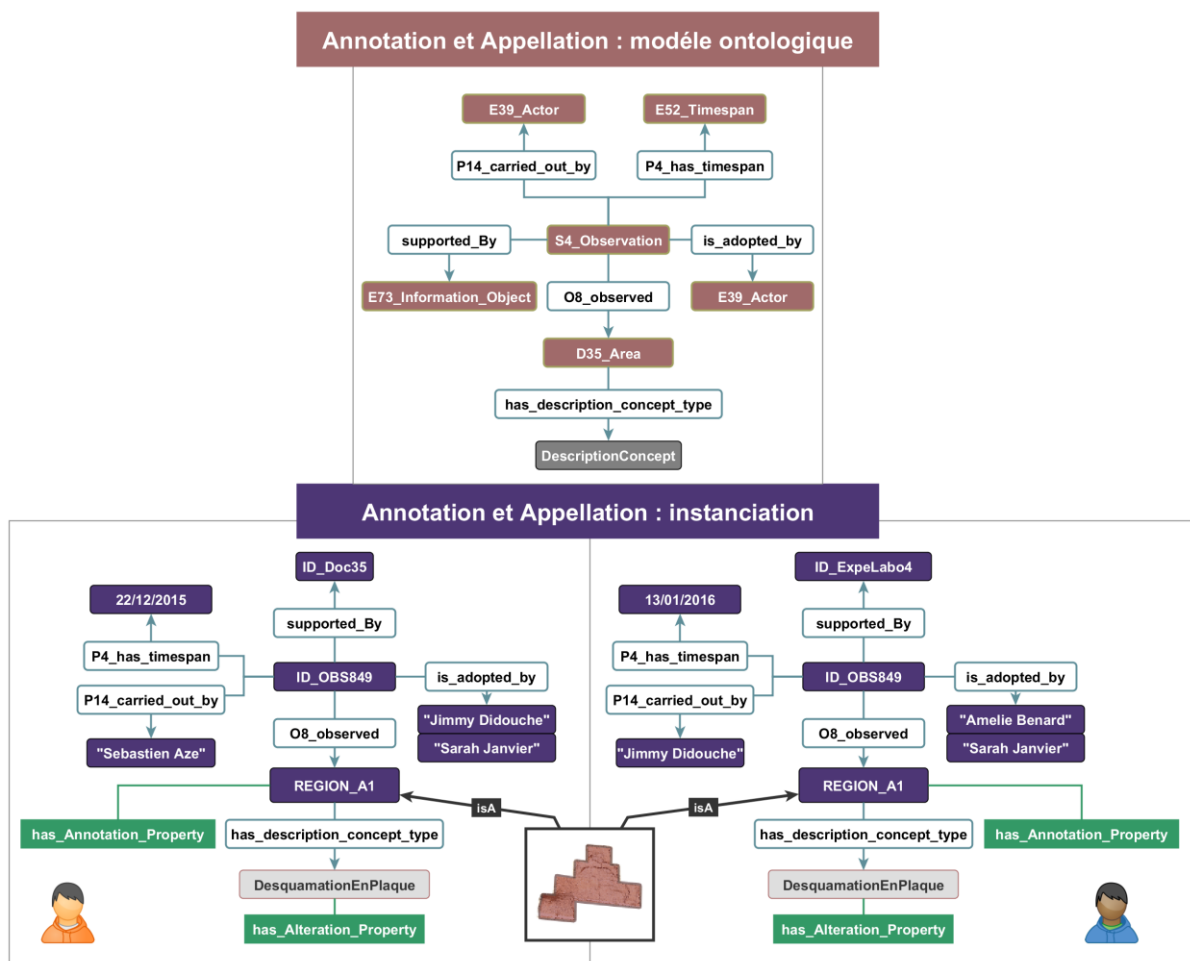 Annotation et Appellation : modéle ontologique
E39_Actor
E52_Timespan
P14_carried_out_by
P4_has_timespan
supported_By
S4_Observation
is_adopted_by
E73_Information_Object
O8_observed
E39_Actor
D35_Area
has_description_concept_type
DescriptionConcept
Annotation et Appellation : instanciation
ID_Doc35
22/12/2015
supported_By
P4_has_timespan
ID_OBS849
is_adopted_by
P14_carried_out_by
"Jimmy Didouche"
O8_observed
"Sarah Janvier"
"Sebastien Aze"
REGION_A1
isA
has_Annotation_Property
has_description_concept_type
DesquamationEnPlaque
has_Alteration_Property
ID_ExpeLabo4
13/01/2016
supported_By
P4_has_timespan
ID_OBS849
is_adopted_by
P14_carried_out_by
"Amelie Benard"
O8_observed
"Sarah Janvier"
"Jimmy Didouche"
REGION_A1
isA
has_Annotation_Property
has_description_concept_type
DesquamationEnPlaque
has_Alteration_Property